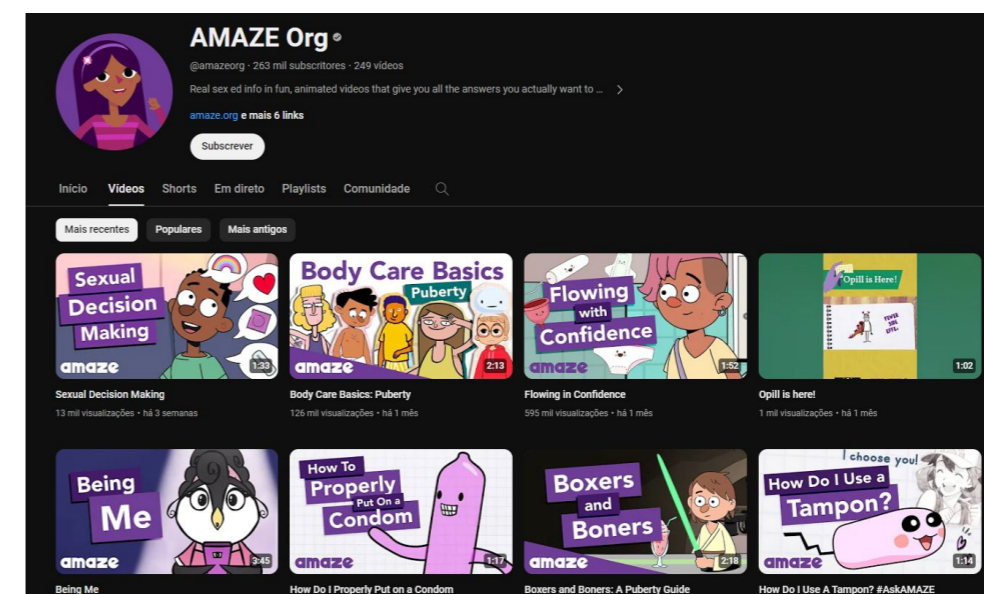 AMAZE Org
@amazeorg · 263 mil subscritores · 249 vídeos
Real sex ed info in fun, animated videos that give you all the answers you actually want to ...
amaze.org e mais 6 links
Subscrever
Início Vídeos Shorts Em direto Playlists Comunidade
Mais recentes Populares Mais antigos
Sexual
Decision
Making
amaze
1:33
Body Care Basics
Puberty
amaze
2:13
Flowing
with
Confidence
amaze
1:52
Opill is Here!
1:02
Sexual Decision Making
13 mil visualizações • há 3 semanas
Body Care Basics: Puberty
126 mil visualizações • há 1 mês
Flowing in Confidence
595 mil visualizações • há 1 mês
Opill is here!
1 mil visualizações • há 1 mês
Being
Me
amaze
3:45
How To
Properly
Put On a
Condom
amaze
1:17
Boxers
and
Boners
amaze
2:18
I choose you!
How Do I Use a
Tampon?
amaze
1:14
Being Me
How Do I Properly Put on a Condom
Boxers and Boners: A Puberty Guide
How Do I Use A Tampon? #AskAMAZE